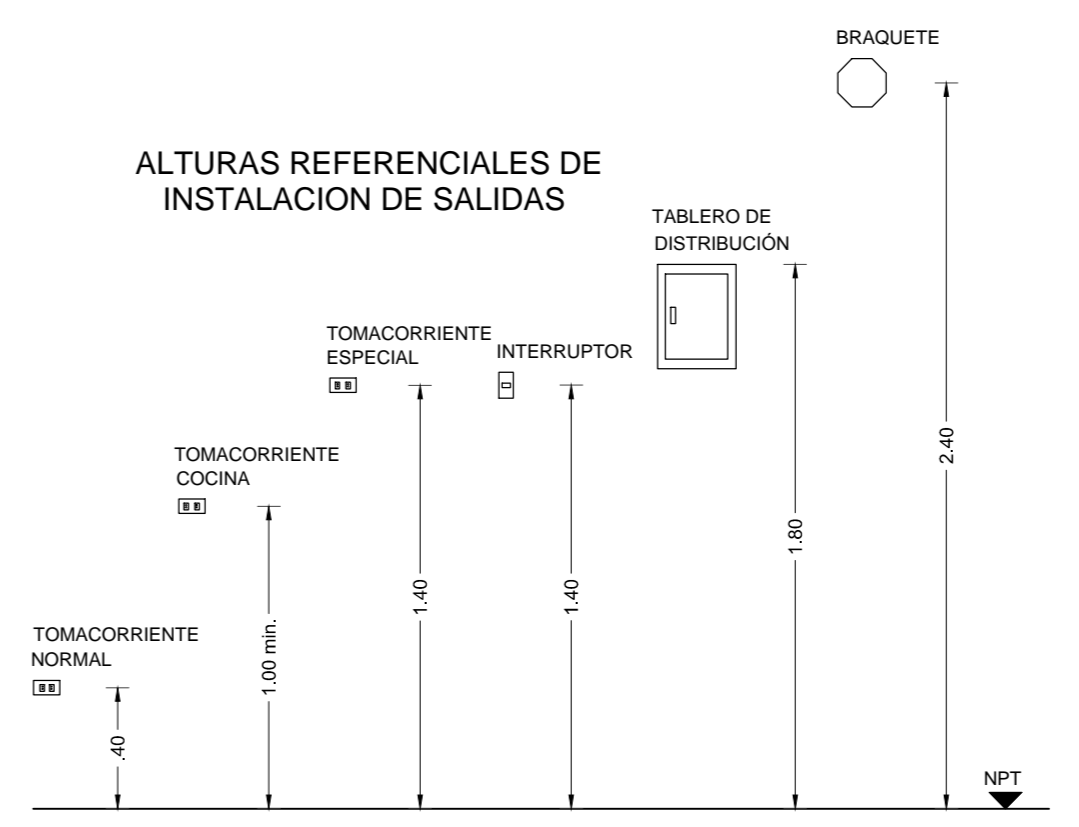 BRAQUETE
ALTURAS REFERENCIALES DE
INSTALACION DE SALIDAS
TABLERO DE
DISTRIBUCIÓN
TOMACORRIENTE
ESPECIAL
INTERRUPTOR
TOMACORRIENTE
COCINA
TOMACORRIENTE
NORMAL
.40
1.00 min.
1.40
1.40
1.80
2.40
NPT